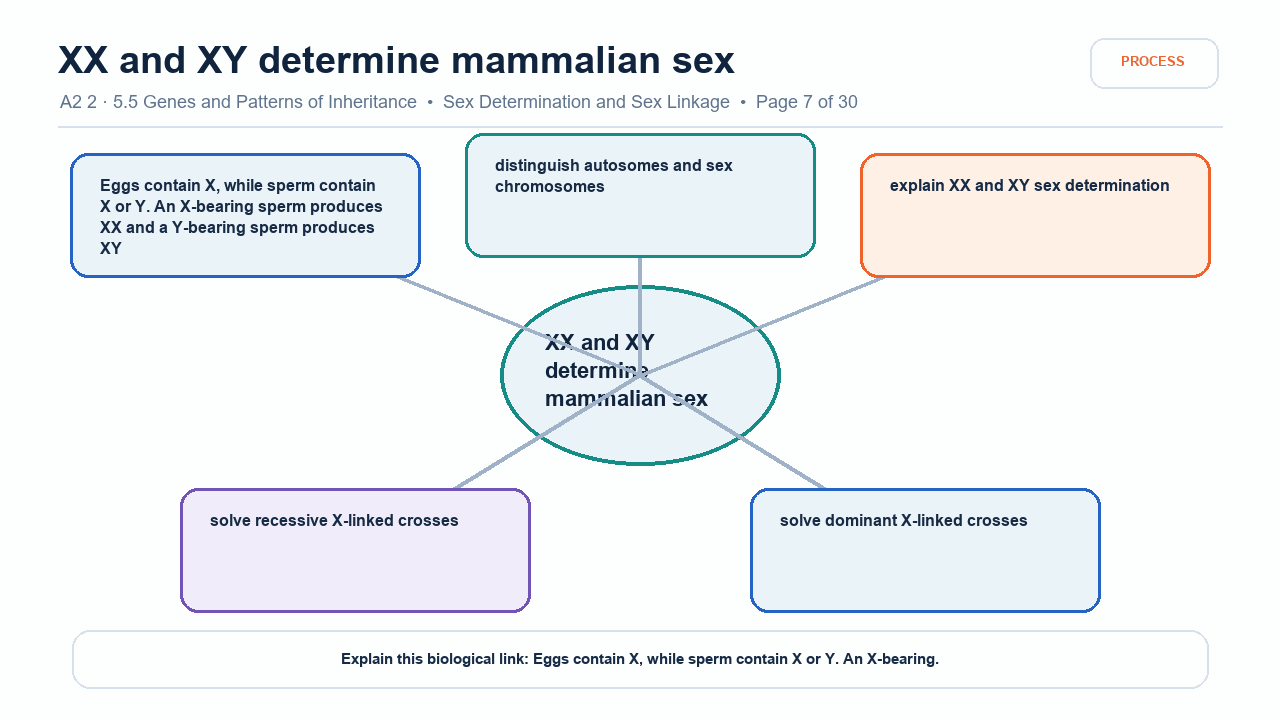 XX and XY determine mammalian sex
PROCESS
A2 2 · 5.5 Genes and Patterns of Inheritance • Sex Determination and Sex Linkage • Page 7 of 30
Eggs contain X, while sperm contain
X or Y. An X-bearing sperm produces
XX and a Y-bearing sperm produces
XY
distinguish autosomes and sex
chromosomes
explain XX and XY sex determination
XX and XY
determine
mammalian sex
solve recessive X-linked crosses
solve dominant X-linked crosses
Explain this biological link: Eggs contain X, while sperm contain X or Y. An X-bearing.